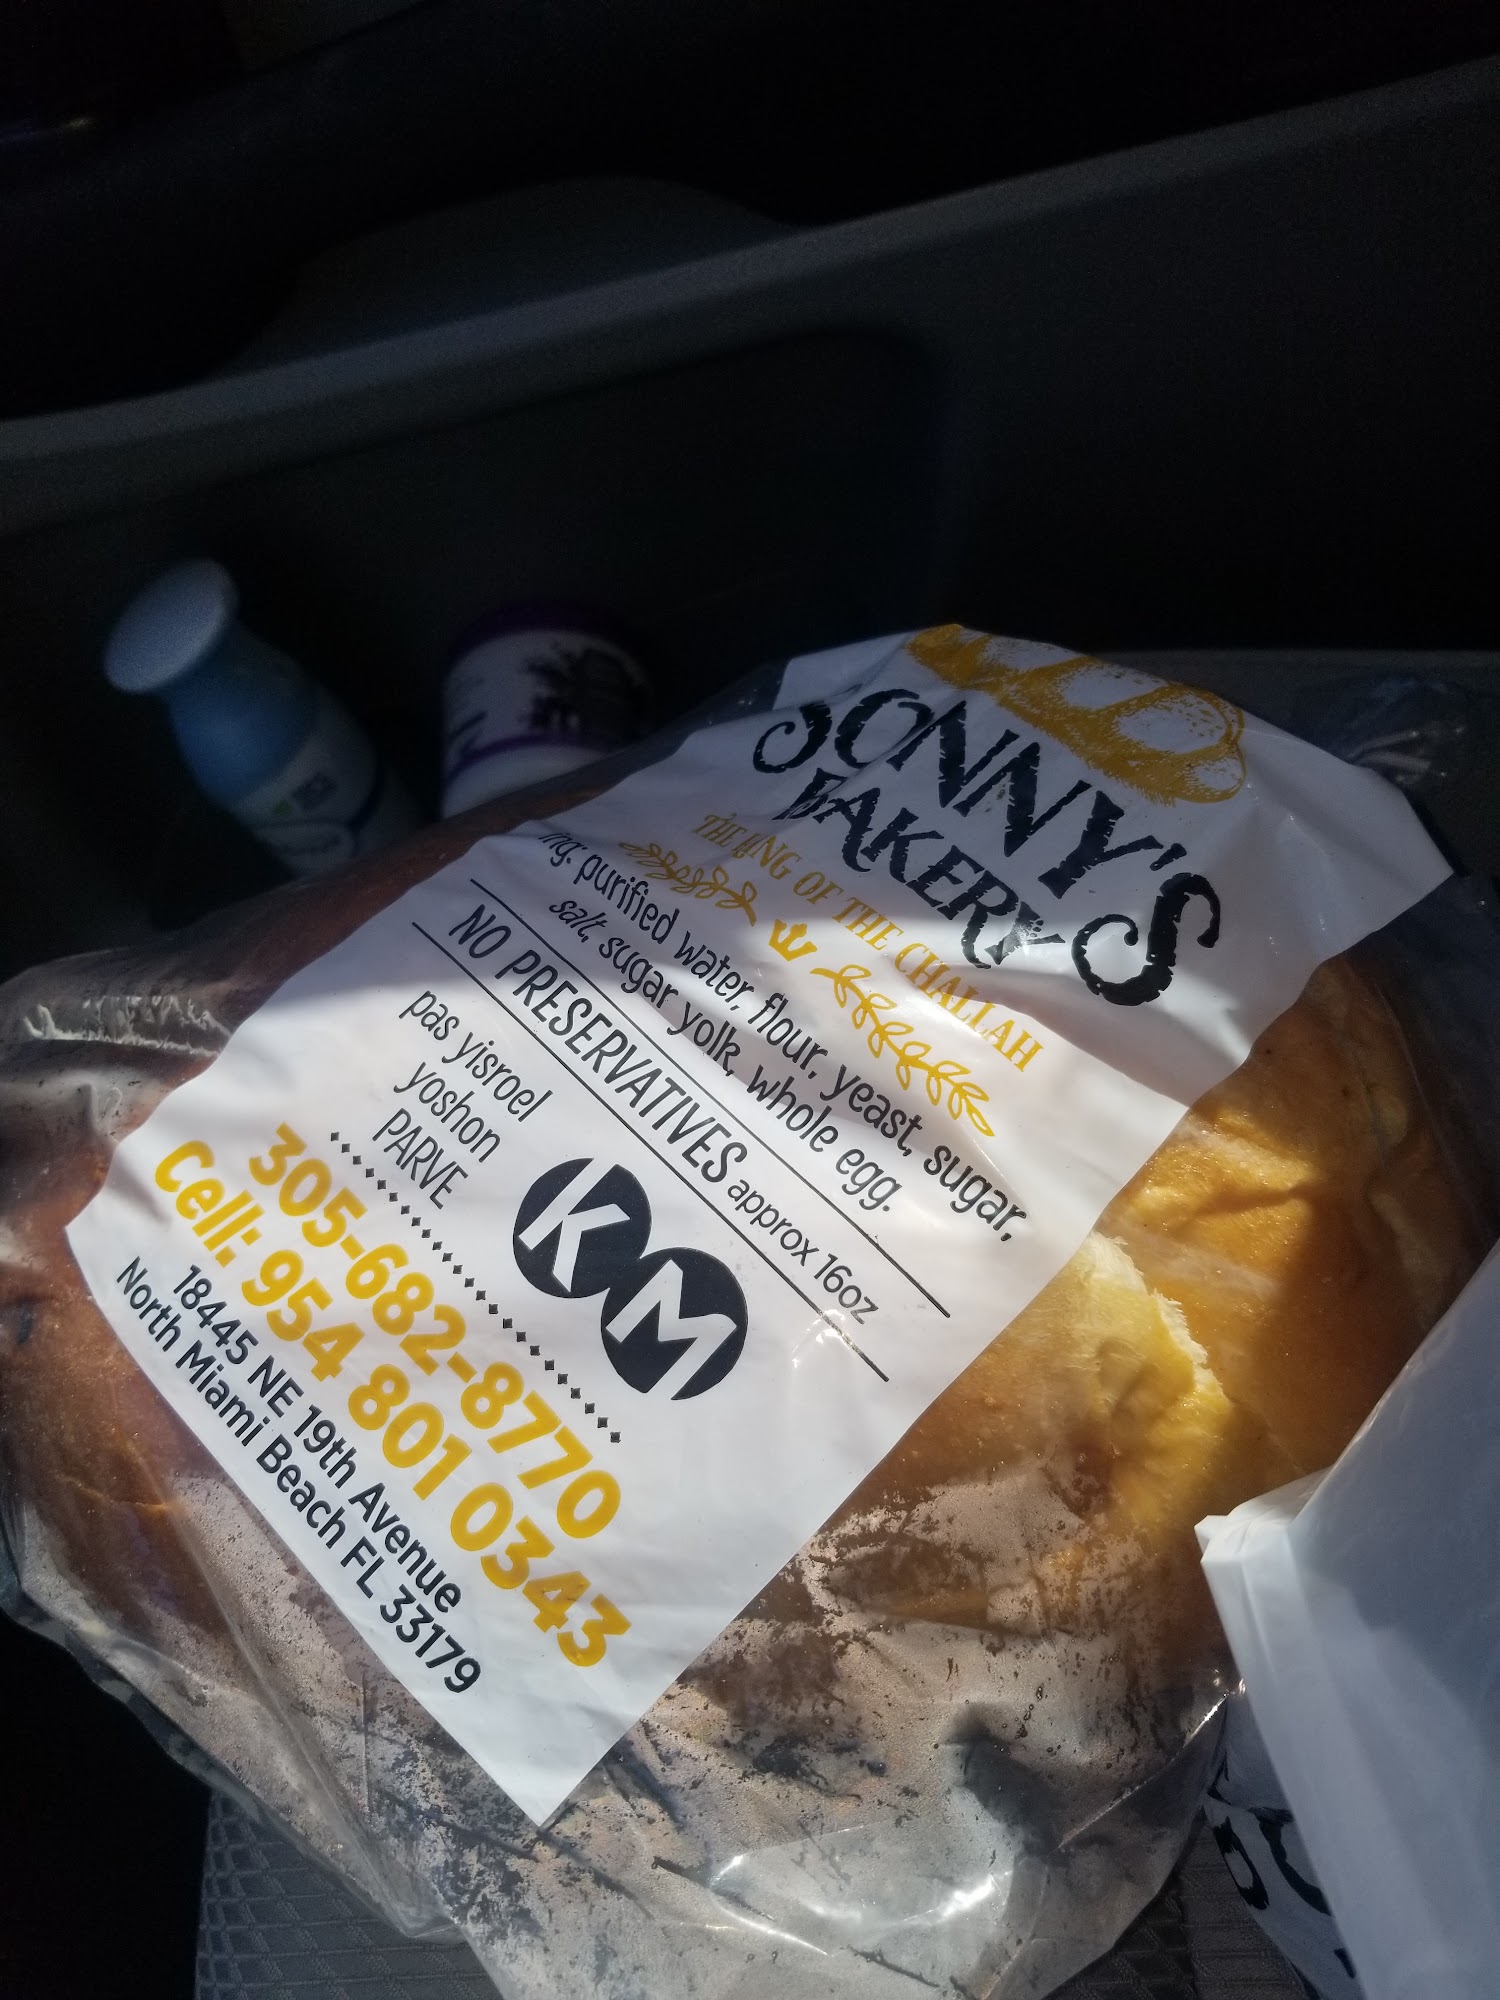 SONNY'S
BAKERY
THE KING OF THE CHALLAH
ing: purified water, flour, yeast, sugar,
salt, sugar yolk, whole egg.
NO PRESERVATIVES approx 16oz
pas yisroel
yoshon
PARVE
KM
305-682-8770
Cell: 954 801 0343
18445 NE 19th Avenue
North Miami Beach FL 33179